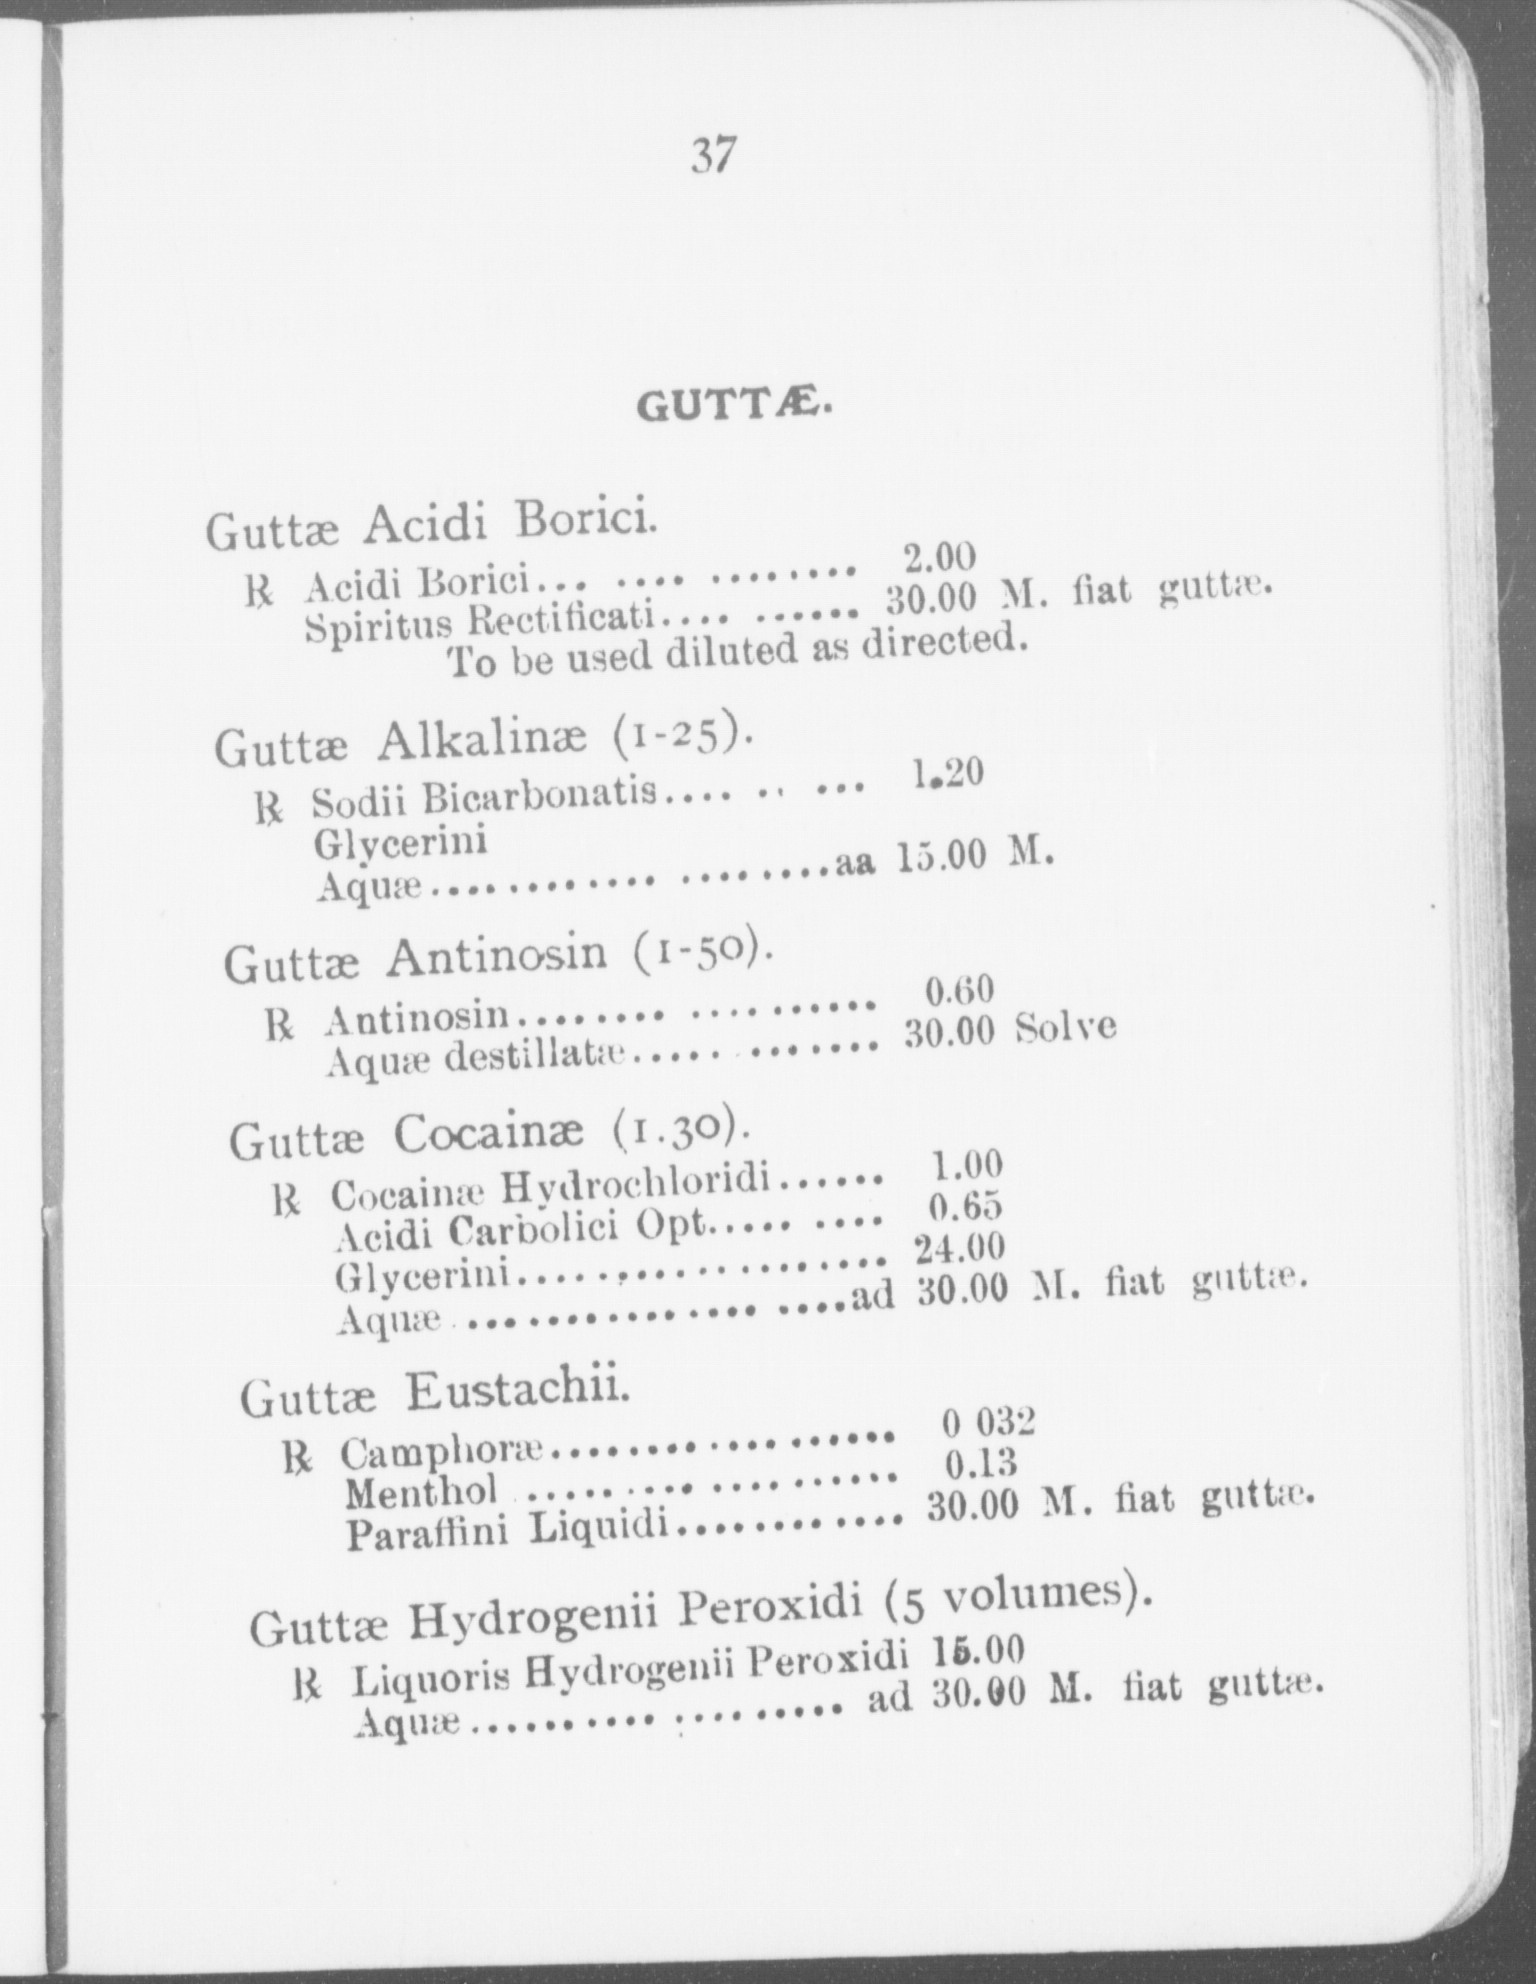 37
GUTTÆ.
Guttæ Acidi Borici.
℞ Acidi Borici... .... ........ 2.00
Spiritus Rectificati.... ...... 30.00 M. fiat guttæ.
To be used diluted as directed.
Guttæ Alkalinæ (1-25).
℞ Sodii Bicarbonatis.... .. ... 1.20
Glycerini
Aquæ............ ........aa 15.00 M.
Guttæ Antinosin (1-50).
℞ Antinosin........ .......... 0.60
Aquæ destillatæ..... ....... 30.00 Solve
Guttæ Cocainæ (1.30).
℞ Cocainæ Hydrochloridi...... 1.00
Acidi Carbolici Opt..... .... 0.65
Glycerini................... 24.00
Aquæ ............... ....ad 30.00 M. fiat guttæ.
Guttæ Eustachii.
℞ Camphoræ.................. 0 032
Menthol ......... .......... 0.13
Paraffini Liquidi............ 30.00 M. fiat guttæ.
Guttæ Hydrogenii Peroxidi (5 volumes).
℞ Liquoris Hydrogenii Peroxidi 15.00
Aquæ.......... ......... ad 30.00 M. fiat guttæ.